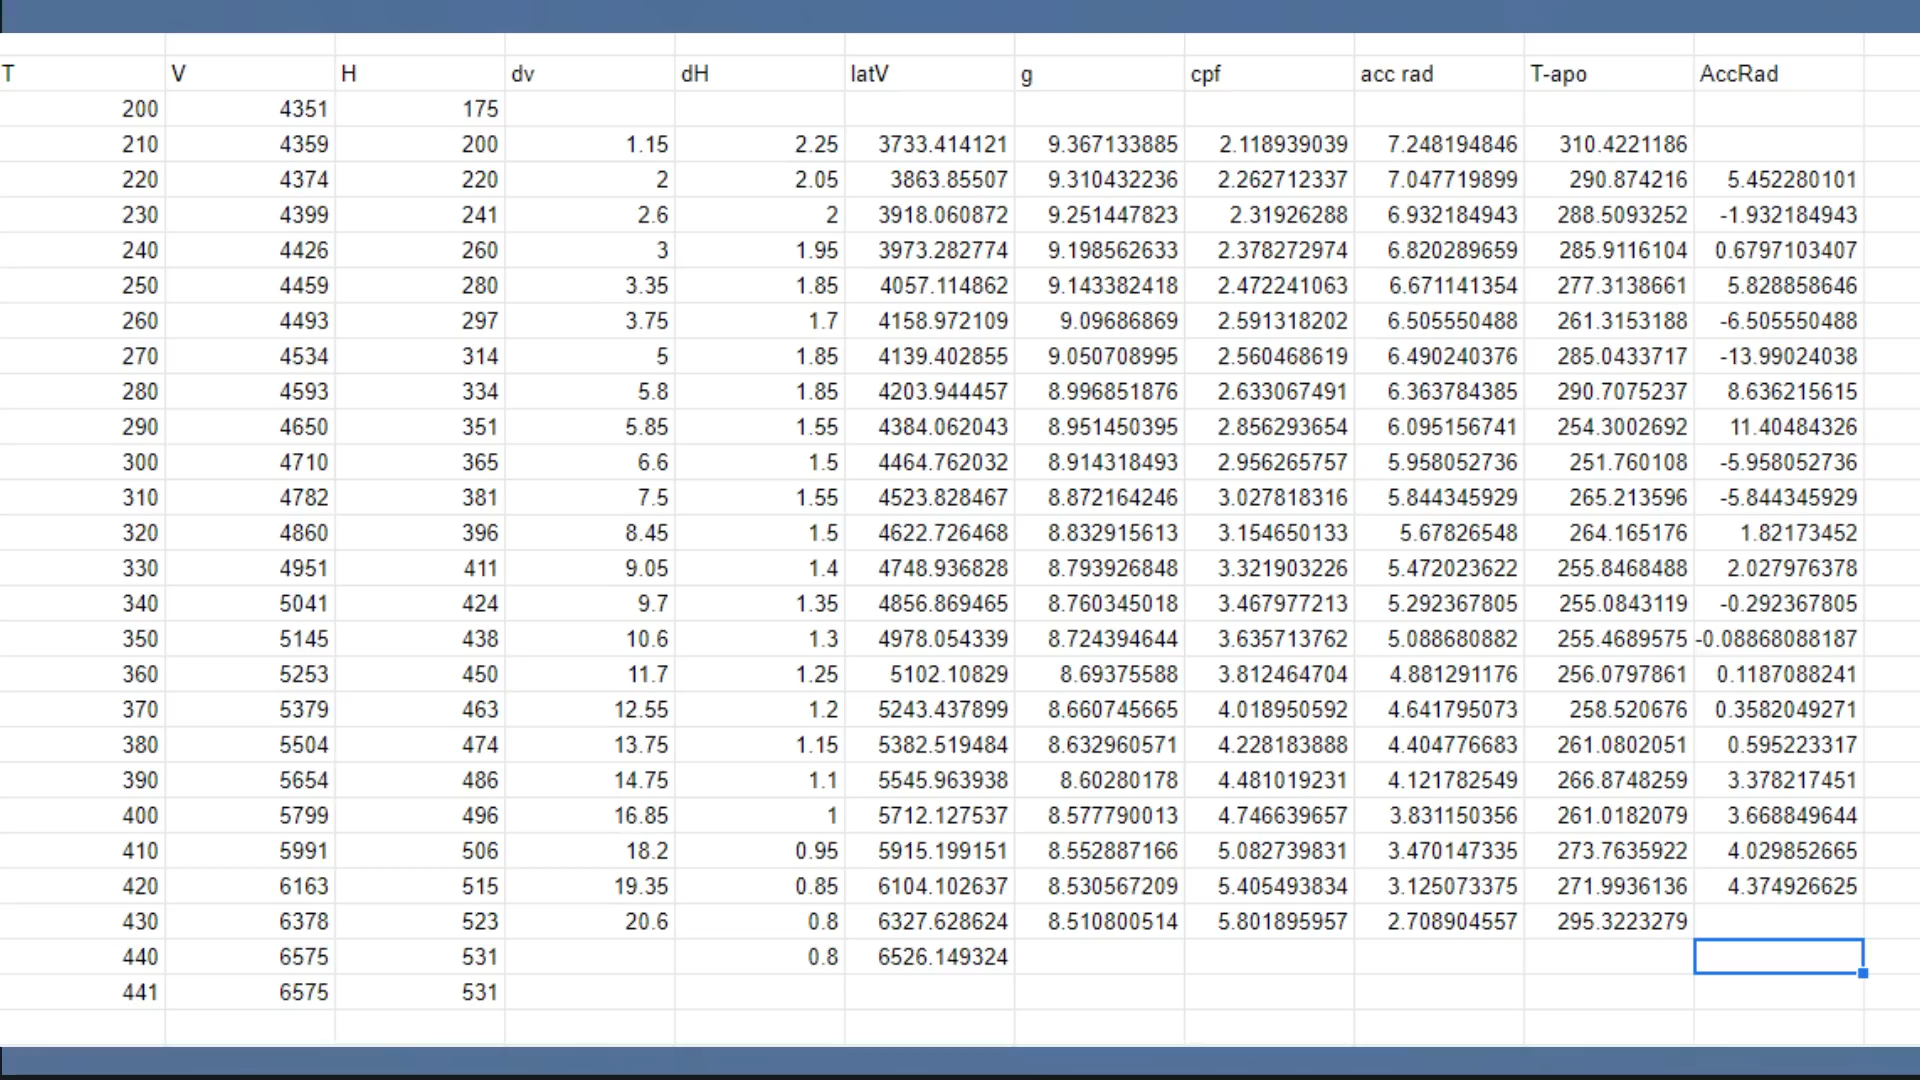 T V H dv dH latV g cpf acc rad T-apo AccRad
200 4351 175
210 4359 200 1.15 2.25 3733.414121 9.367133885 2.118939039 7.248194846 310.4221186
220 4374 220 2 2.05 3863.85507 9.310432236 2.262712337 7.047719899 290.874216 5.452280101
230 4399 241 2.6 2 3918.060872 9.251447823 2.31926288 6.932184943 288.5093252 -1.932184943
240 4426 260 3 1.95 3973.282774 9.198562633 2.378272974 6.820289659 285.9116104 0.6797103407
250 4459 280 3.35 1.85 4057.114862 9.143382418 2.472241063 6.671141354 277.3138661 5.828858646
260 4493 297 3.75 1.7 4158.972109 9.09686869 2.591318202 6.505550488 261.3153188 -6.505550488
270 4534 314 5 1.85 4139.402855 9.050708995 2.560468619 6.490240376 285.0433717 -13.99024038
280 4593 334 5.8 1.85 4203.944457 8.996851876 2.633067491 6.363784385 290.7075237 8.636215615
290 4650 351 5.85 1.55 4384.062043 8.951450395 2.856293654 6.095156741 254.3002692 11.40484326
300 4710 365 6.6 1.5 4464.762032 8.914318493 2.956265757 5.958052736 251.760108 -5.958052736
310 4782 381 7.5 1.55 4523.828467 8.872164246 3.027818316 5.844345929 265.213596 -5.844345929
320 4860 396 8.45 1.5 4622.726468 8.832915613 3.154650133 5.67826548 264.165176 1.82173452
330 4951 411 9.05 1.4 4748.936828 8.793926848 3.321903226 5.472023622 255.8468488 2.027976378
340 5041 424 9.7 1.35 4856.869465 8.760345018 3.467977213 5.292367805 255.0843119 -0.292367805
350 5145 438 10.6 1.3 4978.054339 8.724394644 3.635713762 5.088680882 255.4689575 -0.08868088187
360 5253 450 11.7 1.25 5102.10829 8.69375588 3.812464704 4.881291176 256.0797861 0.1187088241
370 5379 463 12.55 1.2 5243.437899 8.660745665 4.018950592 4.641795073 258.520676 0.3582049271
380 5504 474 13.75 1.15 5382.519484 8.632960571 4.228183888 4.404776683 261.0802051 0.595223317
390 5654 486 14.75 1.1 5545.963938 8.60280178 4.481019231 4.121782549 266.8748259 3.378217451
400 5799 496 16.85 1 5712.127537 8.577790013 4.746639657 3.831150356 261.0182079 3.668849644
410 5991 506 18.2 0.95 5915.199151 8.552887166 5.082739831 3.470147335 273.7635922 4.029852665
420 6163 515 19.35 0.85 6104.102637 8.530567209 5.405493834 3.125073375 271.9936136 4.374926625
430 6378 523 20.6 0.8 6327.628624 8.510800514 5.801895957 2.708904557 295.3223279
440 6575 531 0.8 6526.149324
441 6575 531